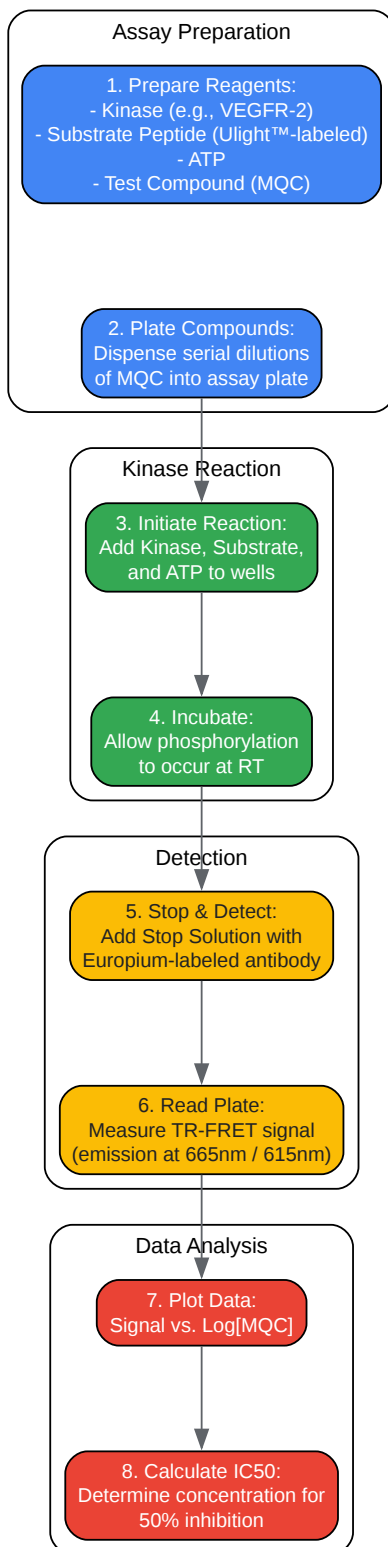 Assay Preparation
1. Prepare Reagents:
- Kinase (e.g., VEGFR-2)
- Substrate Peptide (Ulight™-labeled)
- ATP
- Test Compound (MQC)
2. Plate Compounds:
Dispense serial dilutions
of MQC into assay plate
Kinase Reaction
3. Initiate Reaction:
Add Kinase, Substrate,
and ATP to wells
4. Incubate:
Allow phosphorylation
to occur at RT
Detection
5. Stop & Detect:
Add Stop Solution with
Europium-labeled antibody
6. Read Plate:
Measure TR-FRET signal
(emission at 665nm / 615nm)
Data Analysis
7. Plot Data:
Signal vs. Log[MQC]
8. Calculate IC50:
Determine concentration for
50% inhibition